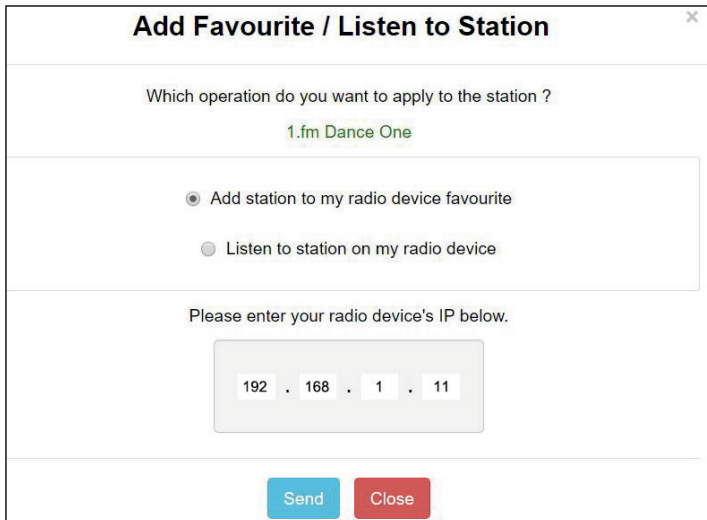 Add Favourite / Listen to Station
×
Which operation do you want to apply to the station ?
1.fm Dance One
Add station to my radio device favourite
Listen to station on my radio device
Please enter your radio device's IP below.
192 . 168 . 1 . 11
Send Close